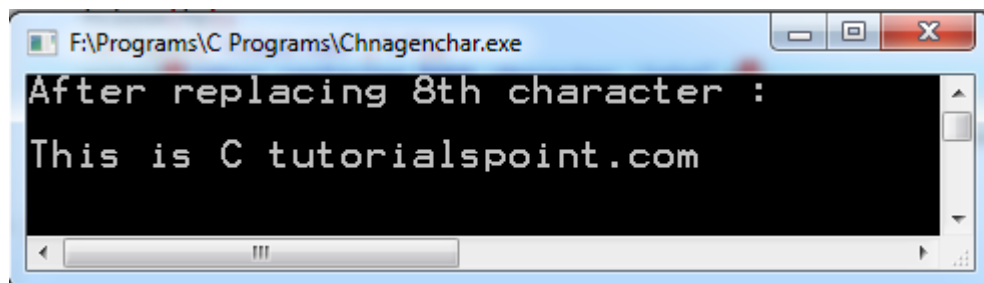 F:\Programs\C Programs\Chnagenchar.exe
After replacing 8th character :
This is C tutorialspoint.com